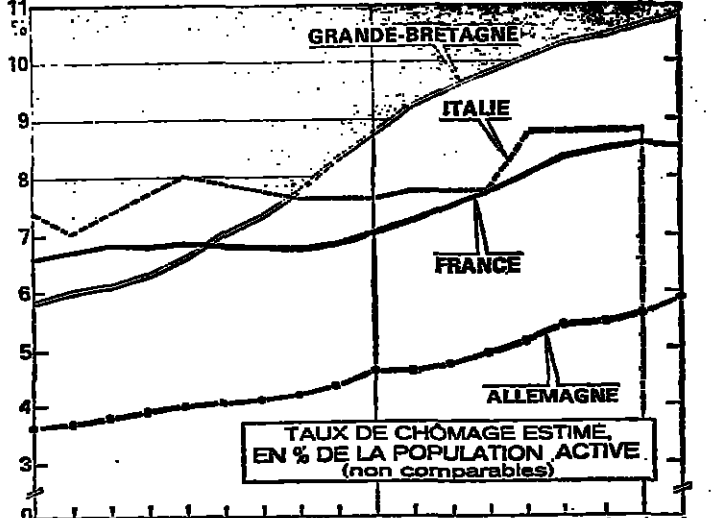 11
%
GRANDE-BRETAGNE
10
9
ITALIE
8
7
FRANCE
6
5
ALLEMAGNE
4
TAUX DE CHÔMAGE ESTIMÉ,
EN % DE LA POPULATION ACTIVE
(non comparables)
3
0